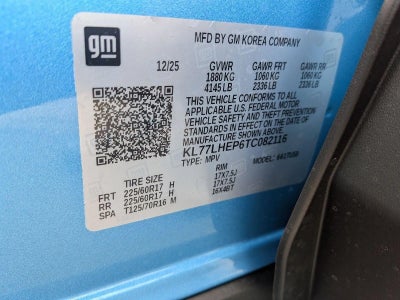 gm
MFD BY GM KOREA COMPANY
12/25 GVWR GAWR FRT GAWR RR
1880 KG 1060 KG 1060 KG
4145 LB 2336 LB 2336 LB
THIS VEHICLE CONFORMS TO ALL
APPLICABLE U.S. FEDERAL MOTOR
VEHICLE SAFETY AND THEFT PREVENTION
STANDARDS IN EFFECT ON THE DATE OF
MANUFACTURE SHOWN ABOVE.
KL77LHEP6TC082116
TYPE: MPV MODEL:
TIRE SIZE RIM
FRT 225/60R17 H 17X7.5J
RR 225/60R17 H 17X7.5J
SPA T125/70R16 M 16X4BT